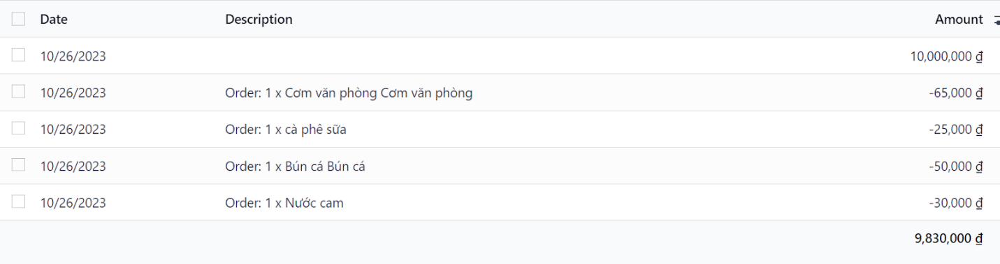 Date Description Amount
10/26/2023 10,000,000 ₫
10/26/2023 Order: 1 x Cơm văn phòng Cơm văn phòng -65,000 ₫
10/26/2023 Order: 1 x cà phê sữa -25,000 ₫
10/26/2023 Order: 1 x Bún cá Bún cá -50,000 ₫
10/26/2023 Order: 1 x Nước cam -30,000 ₫
9,830,000 ₫